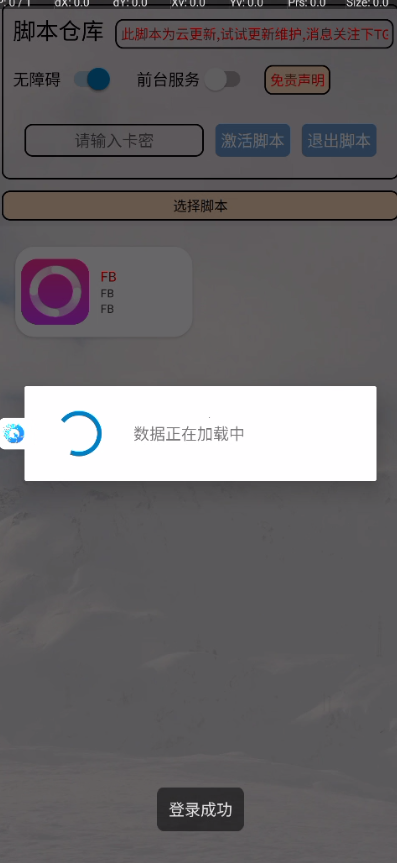 P: 0 / 1 dX: 0.0 dY: 0.0 Xv: 0.0 Yv: 0.0 Prs: 0.0 Size: 0.0
脚本仓库 此脚本为云更新,试试更新维护,消息关注下TG
无障碍 前台服务 免责声明
请输入卡密 激活脚本 退出脚本
选择脚本
FB
FB
FB
数据正在加载中
登录成功